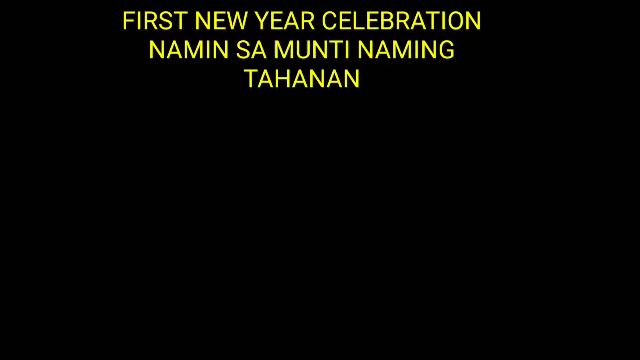 FIRST NEW YEAR CELEBRATION
NAMIN SA MUNTI NAMING
TAHANAN